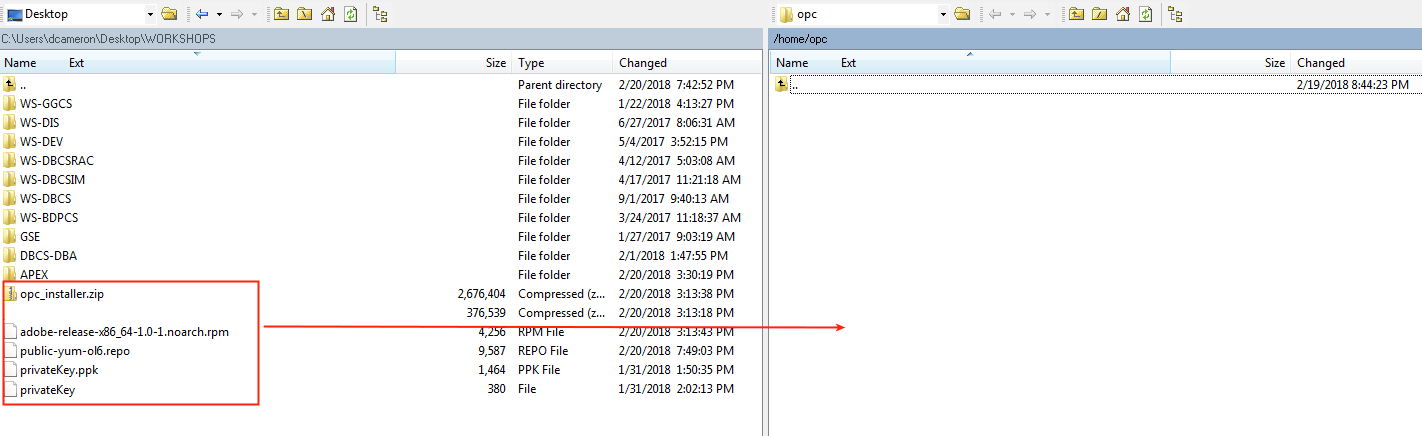 Desktop
opc
C:\Users\dcameron\Desktop\WORKSHOPS
/home/opc
Name Ext Size Type Changed
Name Ext Size Changed
.. Parent directory 2/20/2018 7:42:52 PM
.. 2/19/2018 8:44:23 PM
WS-GGCS File folder 1/22/2018 4:13:27 PM
WS-DIS File folder 6/27/2017 8:06:31 AM
WS-DEV File folder 5/4/2017 3:52:15 PM
WS-DBCSRAC File folder 4/12/2017 5:03:08 AM
WS-DBCSIM File folder 4/17/2017 11:21:18 AM
WS-DBCS File folder 9/1/2017 9:40:13 AM
WS-BDPCS File folder 3/24/2017 11:18:37 AM
GSE File folder 1/27/2017 9:03:19 AM
DBCS-DBA File folder 2/1/2018 1:47:55 PM
APEX File folder 2/20/2018 3:30:19 PM
opc_installer.zip 2,676,404 Compressed (z... 2/20/2018 3:13:38 PM
376,539 Compressed (z... 2/20/2018 3:13:18 PM
adobe-release-x86_64-1.0-1.noarch.rpm 4,256 RPM File 2/20/2018 3:13:43 PM
public-yum-ol6.repo 9,587 REPO File 2/20/2018 7:49:03 PM
privateKey.ppk 1,464 PPK File 1/31/2018 1:50:35 PM
privateKey 380 File 1/31/2018 2:02:13 PM